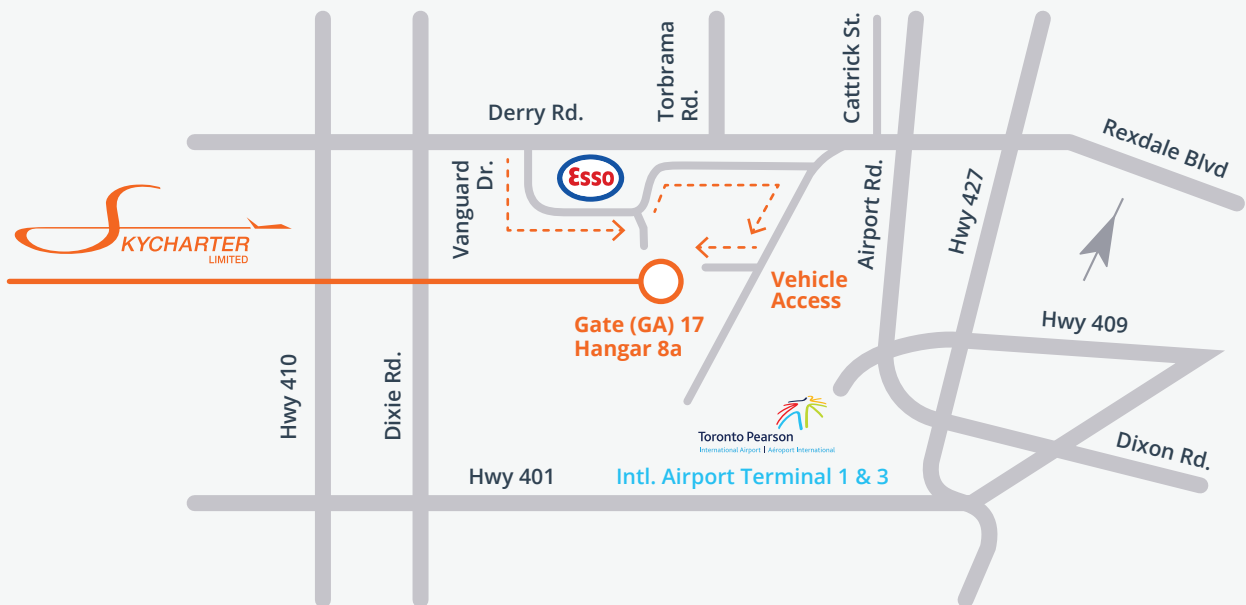 Cattrick St.
Torbrama
Rd.
Derry Rd.
Rexdale Blvd
Vanguard
Dr.
Esso
Airport Rd.
Hwy 427
SKYCHARTER
LIMITED
Vehicle
Access
Gate (GA) 17
Hangar 8a
Hwy 409
Hwy 410
Dixie Rd.
Toronto Pearson
International Airport | Aéroport International
Dixon Rd.
Hwy 401
Intl. Airport Terminal 1 & 3